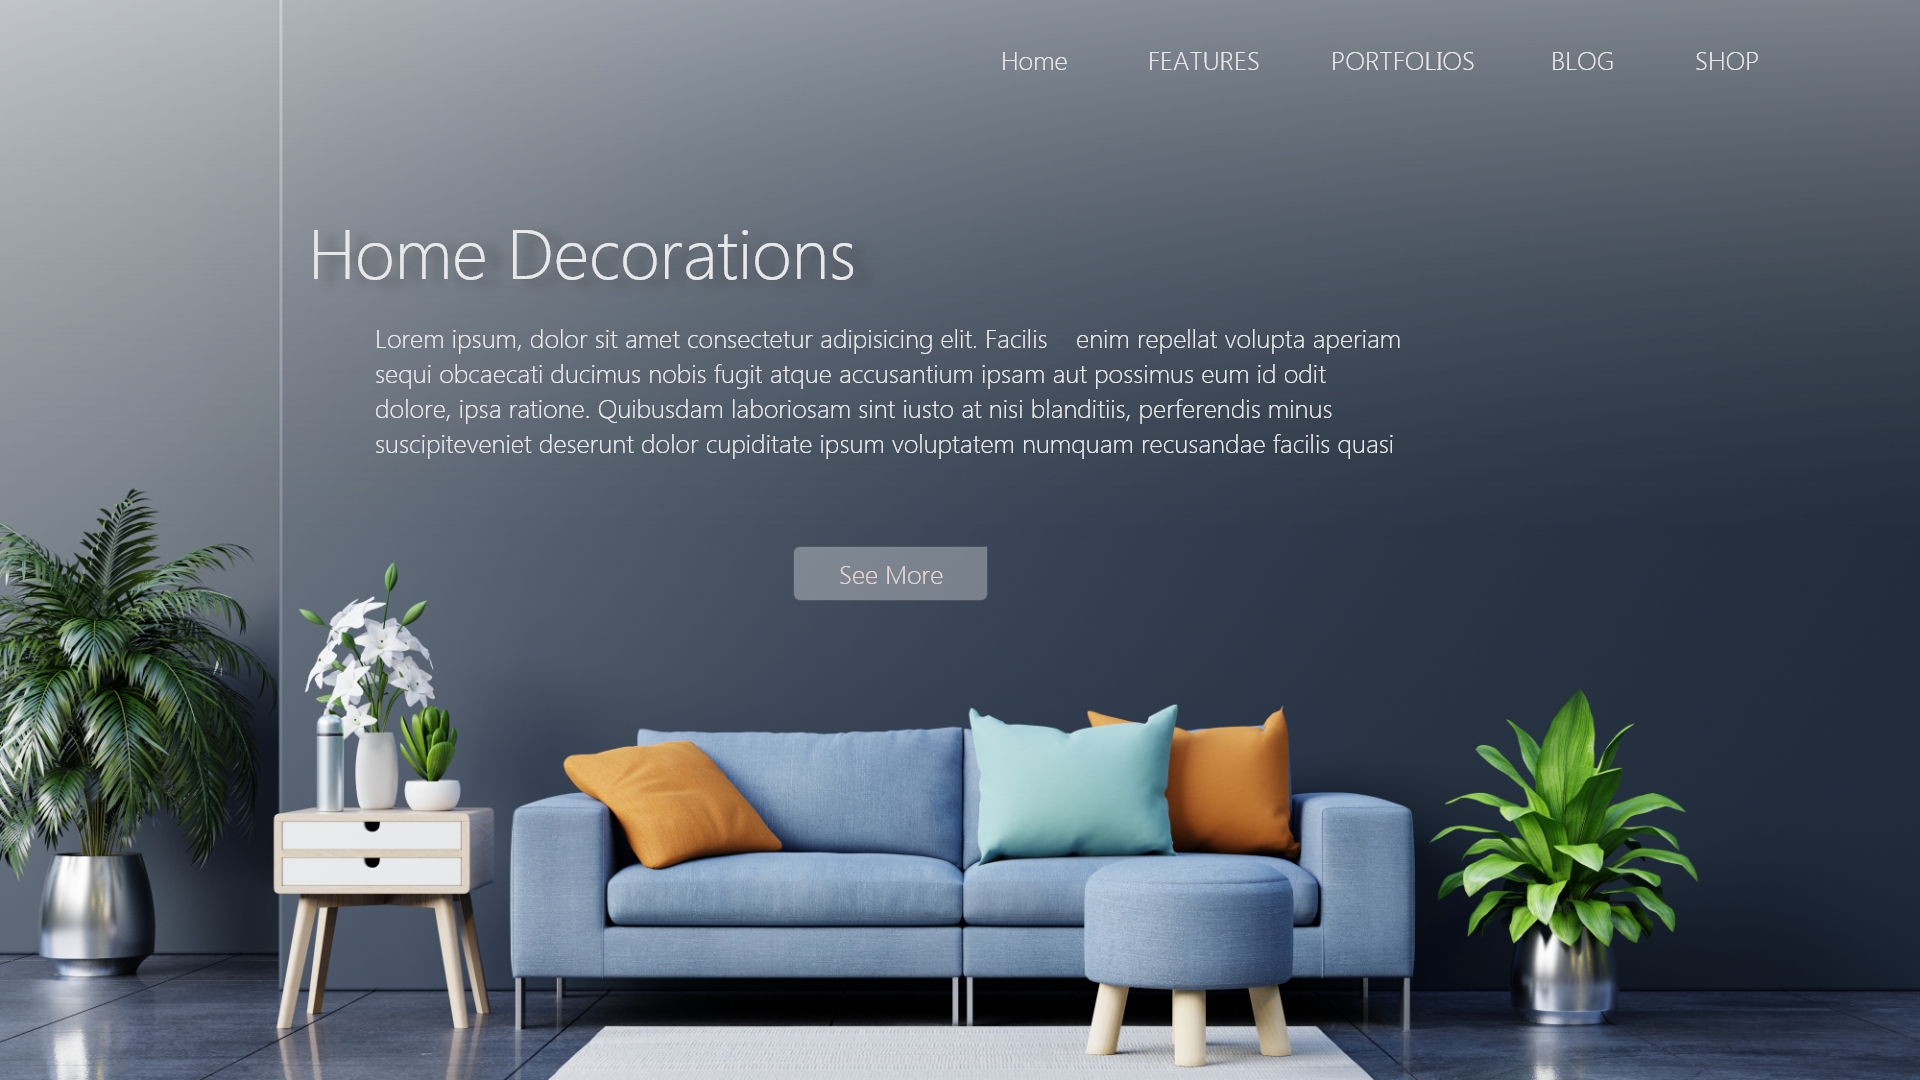 Home FEATURES PORTFOLIOS BLOG SHOP
Home Decorations
Lorem ipsum, dolor sit amet consectetur adipisicing elit. Facilis enim repellat volupta aperiam
sequi obcaecati ducimus nobis fugit atque accusantium ipsam aut possimus eum id odit
dolore, ipsa ratione. Quibusdam laboriosam sint iusto at nisi blanditiis, perferendis minus
suscipiteveniet deserunt dolor cupiditate ipsum voluptatem numquam recusandae facilis quasi
See More